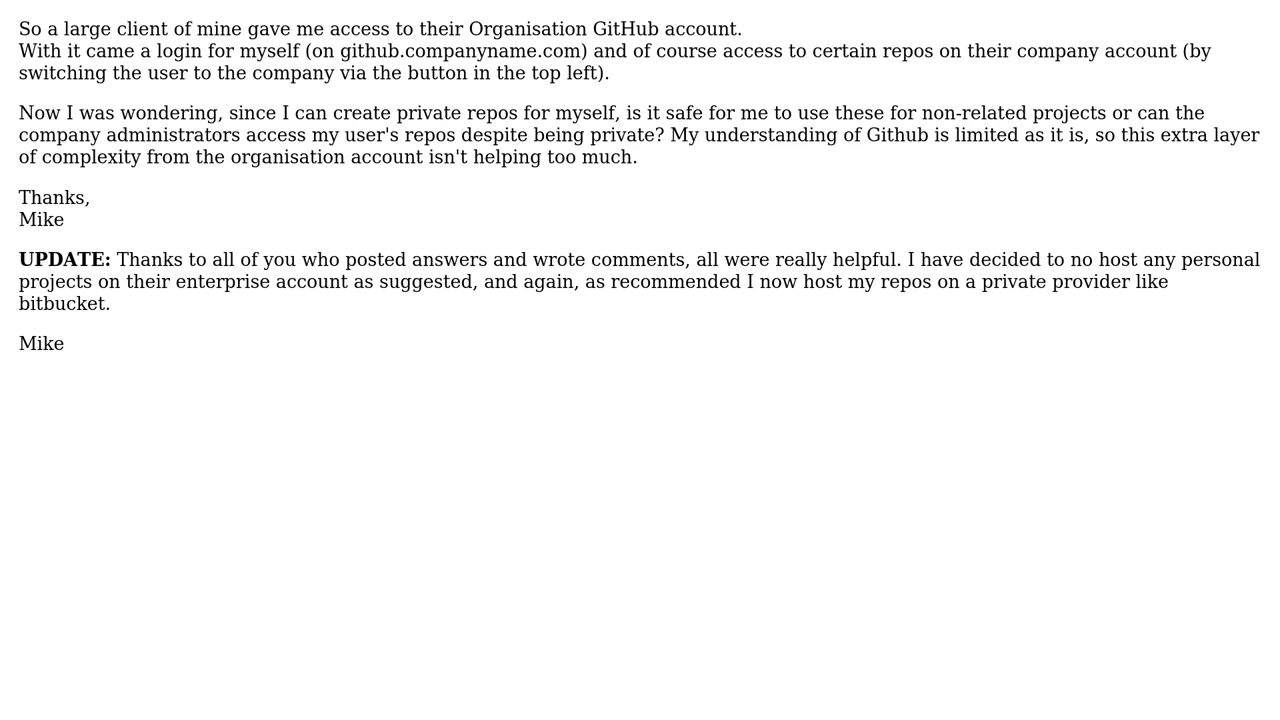 So a large client of mine gave me access to their Organisation GitHub account.
With it came a login for myself (on github.companyname.com) and of course access to certain repos on their company account (by
switching the user to the company via the button in the top left).
Now I was wondering, since I can create private repos for myself, is it safe for me to use these for non-related projects or can the
company administrators access my user's repos despite being private? My understanding of Github is limited as it is, so this extra layer
of complexity from the organisation account isn't helping too much.
Thanks,
Mike
UPDATE: Thanks to all of you who posted answers and wrote comments, all were really helpful. I have decided to no host any personal
projects on their enterprise account as suggested, and again, as recommended I now host my repos on a private provider like
bitbucket.
Mike